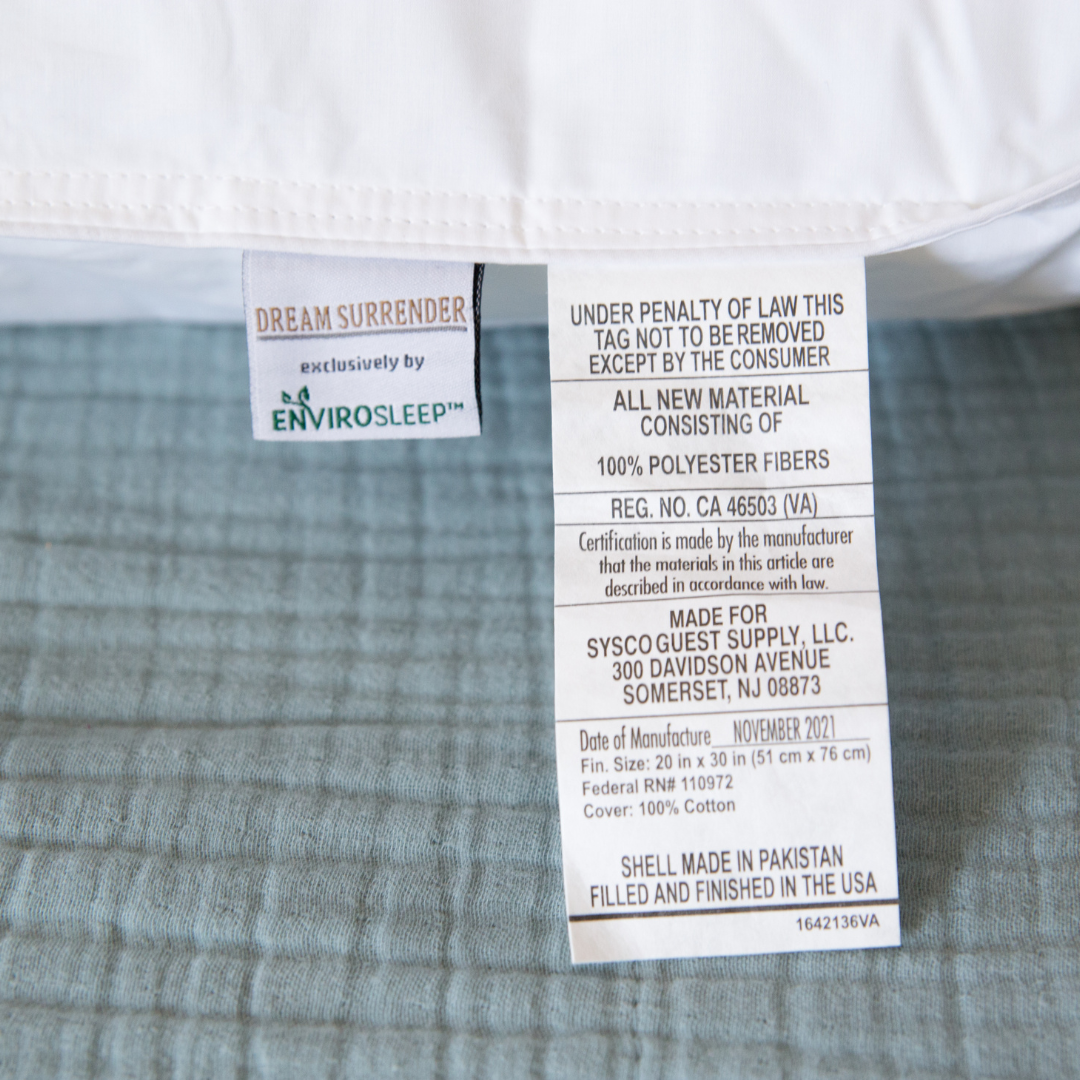 DREAM SURRENDER
exclusively by
ENVIROSLEEP™
UNDER PENALTY OF LAW THIS
TAG NOT TO BE REMOVED
EXCEPT BY THE CONSUMER
ALL NEW MATERIAL
CONSISTING OF
100% POLYESTER FIBERS
REG. NO. CA 46503 (VA)
Certification is made by the manufacturer
that the materials in this article are
described in accordance with law.
MADE FOR
SYSCO GUEST SUPPLY, LLC.
300 DAVIDSON AVENUE
SOMERSET, NJ 08873
Date of Manufacture NOVEMBER 2021
Fin. Size: 20 in x 30 in (51 cm x 76 cm)
Federal RN# 110972
Cover: 100% Cotton
SHELL MADE IN PAKISTAN
FILLED AND FINISHED IN THE USA
1642136VA